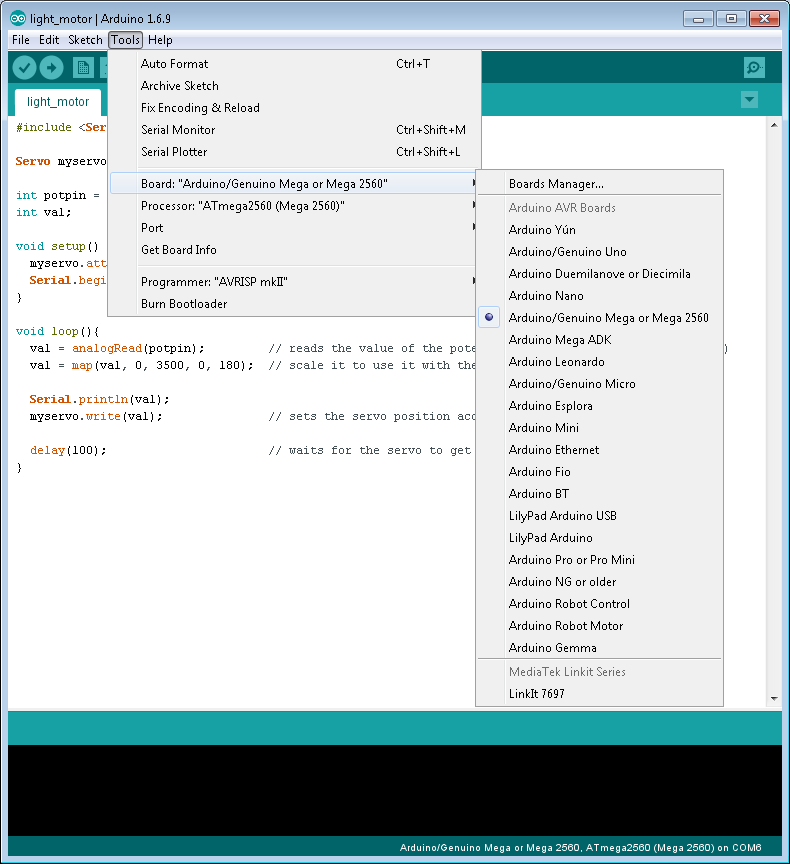 light_motor | Arduino 1.6.9
File Edit Sketch Tools Help
light_motor
Auto Format Ctrl+T
Archive Sketch
Fix Encoding & Reload
Serial Monitor Ctrl+Shift+M
Serial Plotter Ctrl+Shift+L
Board: "Arduino/Genuino Mega or Mega 2560"
Processor: "ATmega2560 (Mega 2560)"
Port
Get Board Info
Programmer: "AVRISP mkII"
Burn Bootloader
Boards Manager...
Arduino AVR Boards
Arduino Yún
Arduino/Genuino Uno
Arduino Duemilanove or Diecimila
Arduino Nano
Arduino/Genuino Mega or Mega 2560
Arduino Mega ADK
Arduino Leonardo
Arduino/Genuino Micro
Arduino Esplora
Arduino Mini
Arduino Ethernet
Arduino Fio
Arduino BT
LilyPad Arduino USB
LilyPad Arduino
Arduino Pro or Pro Mini
Arduino NG or older
Arduino Robot Control
Arduino Robot Motor
Arduino Gemma
MediaTek Linkit Series
LinkIt 7697
#include <Ser
Servo myservo
int potpin =
int val;
void setup()
myservo.att
Serial.begi
}
void loop(){
val = analogRead(potpin); // reads the value of the pote )
val = map(val, 0, 3500, 0, 180); // scale it to use it with the
Serial.println(val);
myservo.write(val); // sets the servo position acc
delay(100); // waits for the servo to get
}
Arduino/Genuino Mega or Mega 2560, ATmega2560 (Mega 2560) on COM6